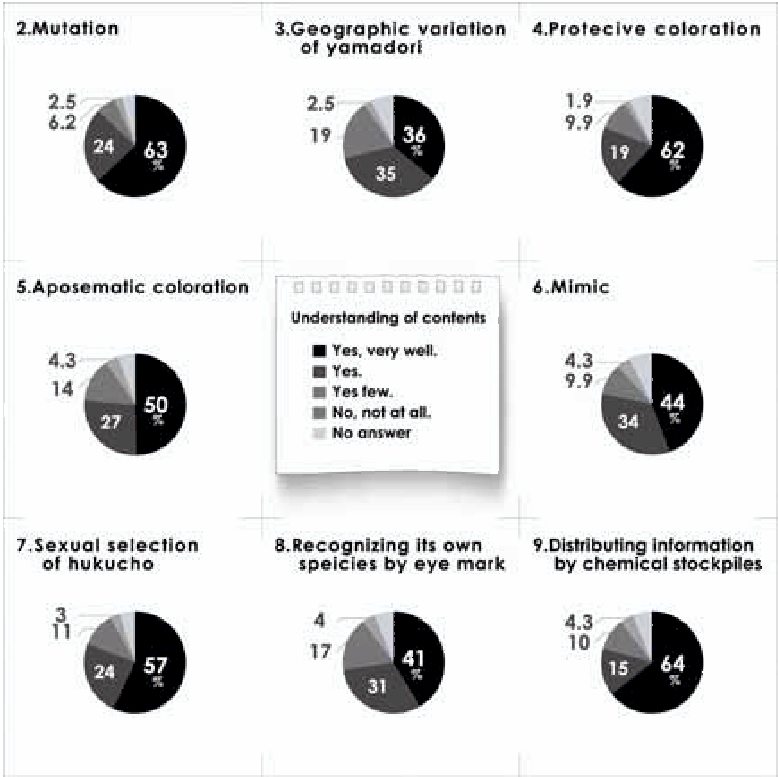 2.Mutation
2.5
6.2
24
63
%
3.Geographic variation
of yamadori
2.5
19
36
%
35
4.Protecive coloration
1.9
9.9
19
62
%
5.Aposematic coloration
4.3
14
27
50
%
Understanding of contents
Yes, very well.
Yes.
Yes few.
No, not at all.
No answer
6.Mimic
4.3
9.9
34
44
%
7.Sexual selection
of hukucho
3
11
24
57
%
8.Recognizing its own
speicies by eye mark
4
17
41
%
31
9.Distributing information
by chemical stockpiles
4.3
10
15
64
%